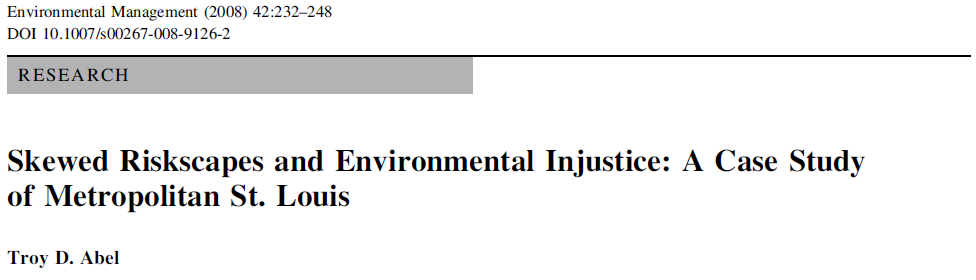 Environmental Management (2008) 42:232–248
DOI 10.1007/s00267-008-9126-2
RESEARCH
Skewed Riskscapes and Environmental Injustice: A Case Study
of Metropolitan St. Louis
Troy D. Abel